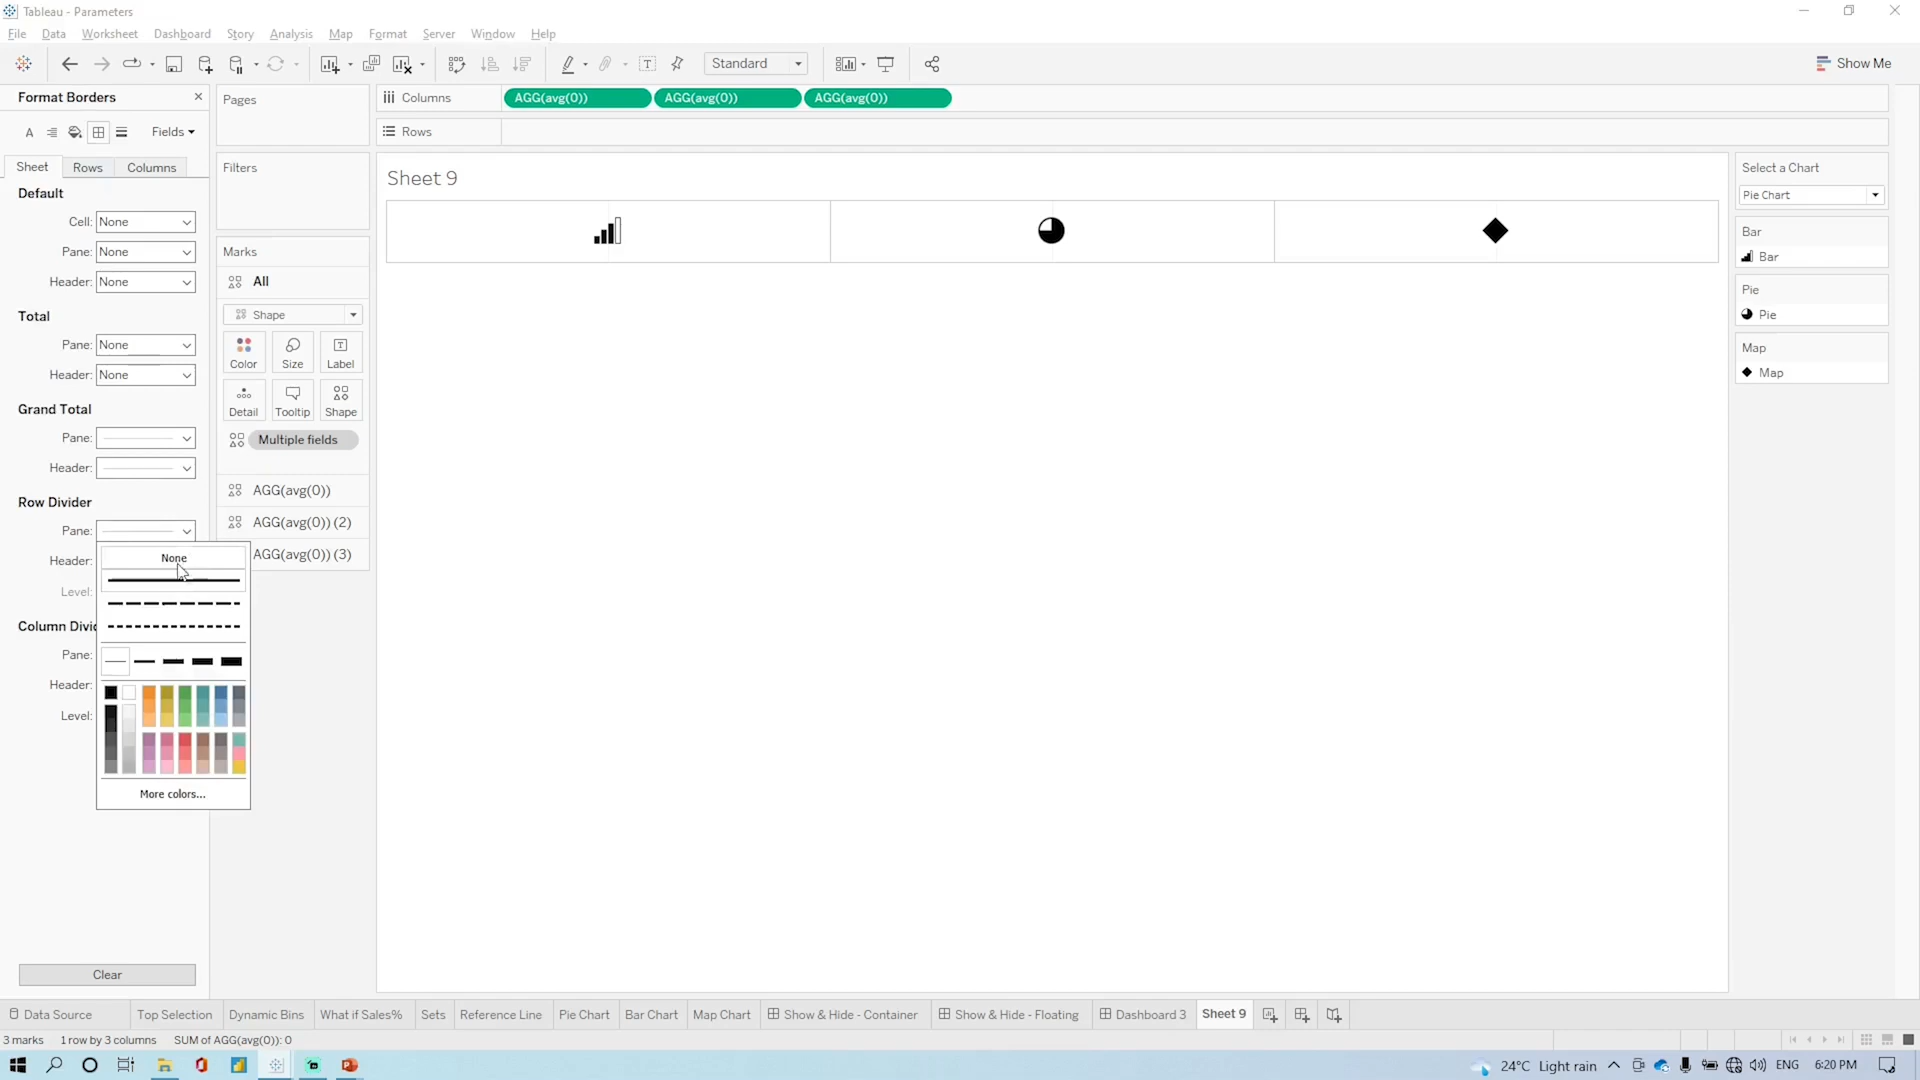 Tableau - Parameters
File Data Worksheet Dashboard Story Analysis Map Format Server Window Help
Standard
Show Me
Format Borders
Fields
Sheet Rows Columns
Default
Cell: None
Pane: None
Header: None
Total
Pane: None
Header: None
Grand Total
Pane:
Header:
Row Divider
Pane:
Header:
Level:
None
Column Divid
Pane:
Header:
Level:
More colors...
Clear
Pages
Filters
Marks
All
Shape
Color Size Label
Detail Tooltip Shape
Multiple fields
AGG(avg(0))
AGG(avg(0)) (2)
AGG(avg(0)) (3)
Columns AGG(avg(0)) AGG(avg(0)) AGG(avg(0))
Rows
Sheet 9
Select a Chart
Pie Chart
Bar
Bar
Pie
Pie
Map
Map
Data Source Top Selection Dynamic Bins What if Sales% Sets Reference Line Pie Chart Bar Chart Map Chart Show & Hide - Container Show & Hide - Floating Dashboard 3 Sheet 9
3 marks 1 row by 3 columns SUM of AGG(avg(0)): 0
24°C Light rain ENG 6:20 PM